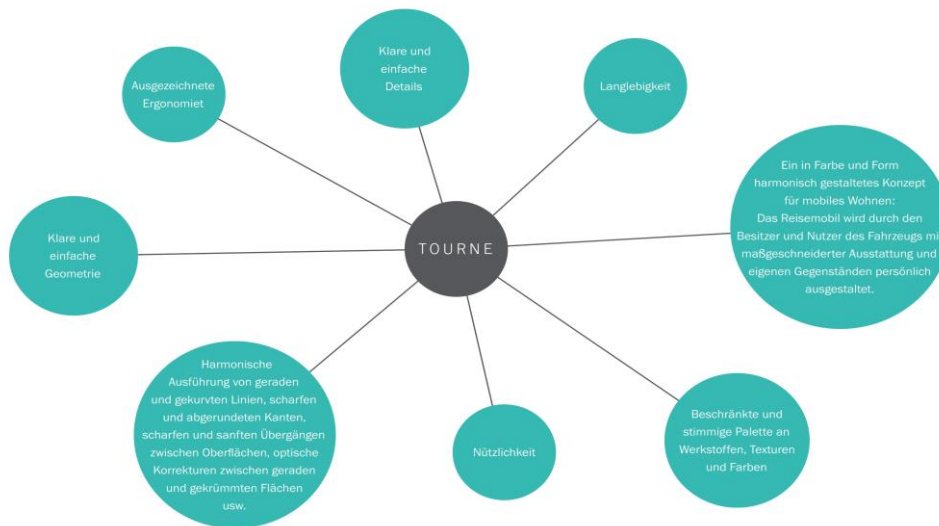 Klare und
einfache
Details
Ausgezeichnete
Ergonomiet
Langlebigkeit
Ein in Farbe und Form
harmonisch gestaltetes Konzept
für mobiles Wohnen:
Das Reisemobil wird durch den
Besitzer und Nutzer des Fahrzeugs mi
maßgeschneiderter Ausstattung und
eigenen Gegenständen persönlich
ausgestaltet.
TOURNE
Klare und
einfache
Geometrie
Harmonische
Ausführung von geraden
und gekurvten Linien, scharfen
und abgerundeten Kanten,
scharfen und sanften Übergängen
zwischen Oberflächen, optische
Korrekturen zwischen geraden
und gekrümmten Flächen
usw.
Nützlichkeit
Beschränkte und
stimmige Palette an
Werkstoffen, Texturen
und Farben